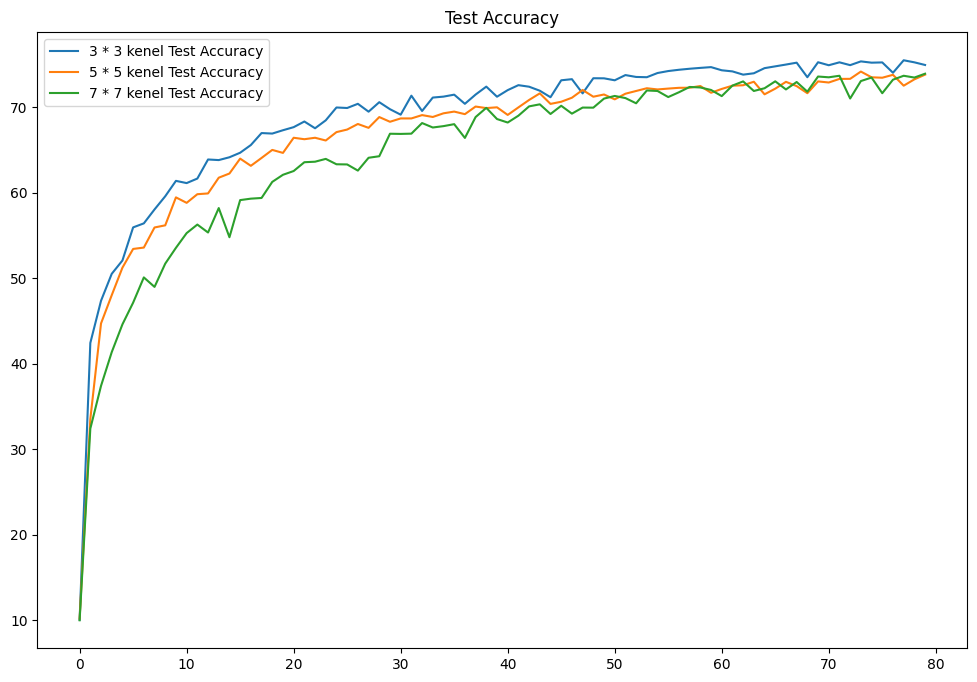 Test Accuracy
3 * 3 kenel Test Accuracy
5 * 5 kenel Test Accuracy
7 * 7 kenel Test Accuracy
70
60
50
40
30
20
10
0 10 20 30 40 50 60 70 80